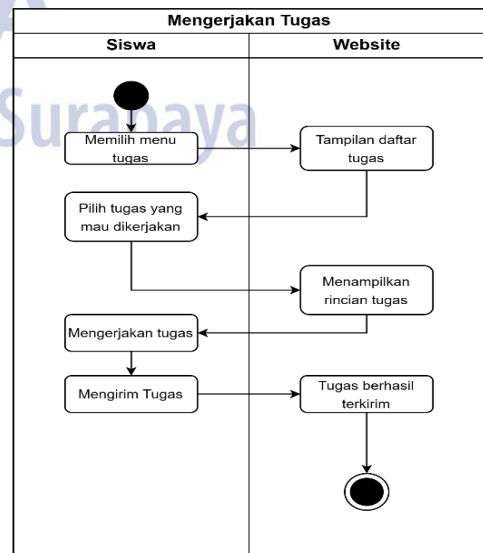 Mengerjakan Tugas
Siswa
Website
Surabaya
Memilih menu
tugas
Tampilan daftar
tugas
Pilih tugas yang
mau dikerjakan
Menampilkan
rincian tugas
Mengerjakan tugas
Mengirim Tugas
Tugas berhasil
terkirim